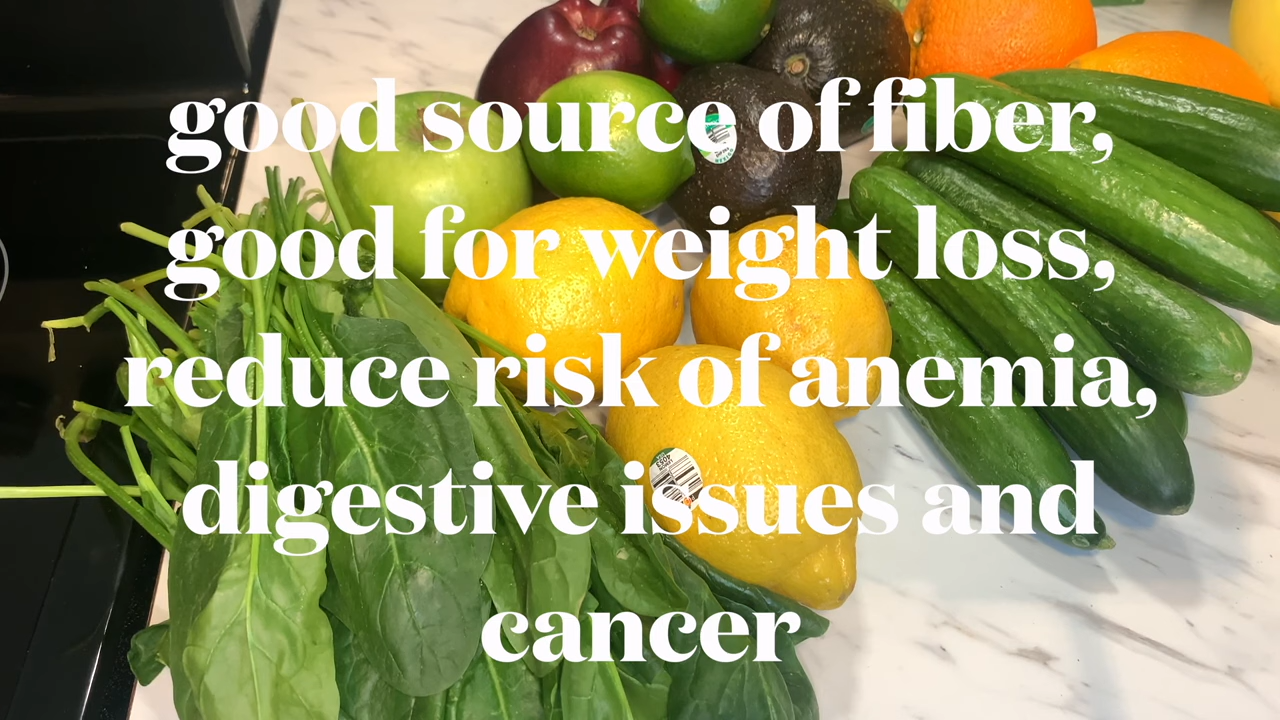 good source of fiber,
good for weight loss,
reduce risk of anemia,
digestive issues and
cancer